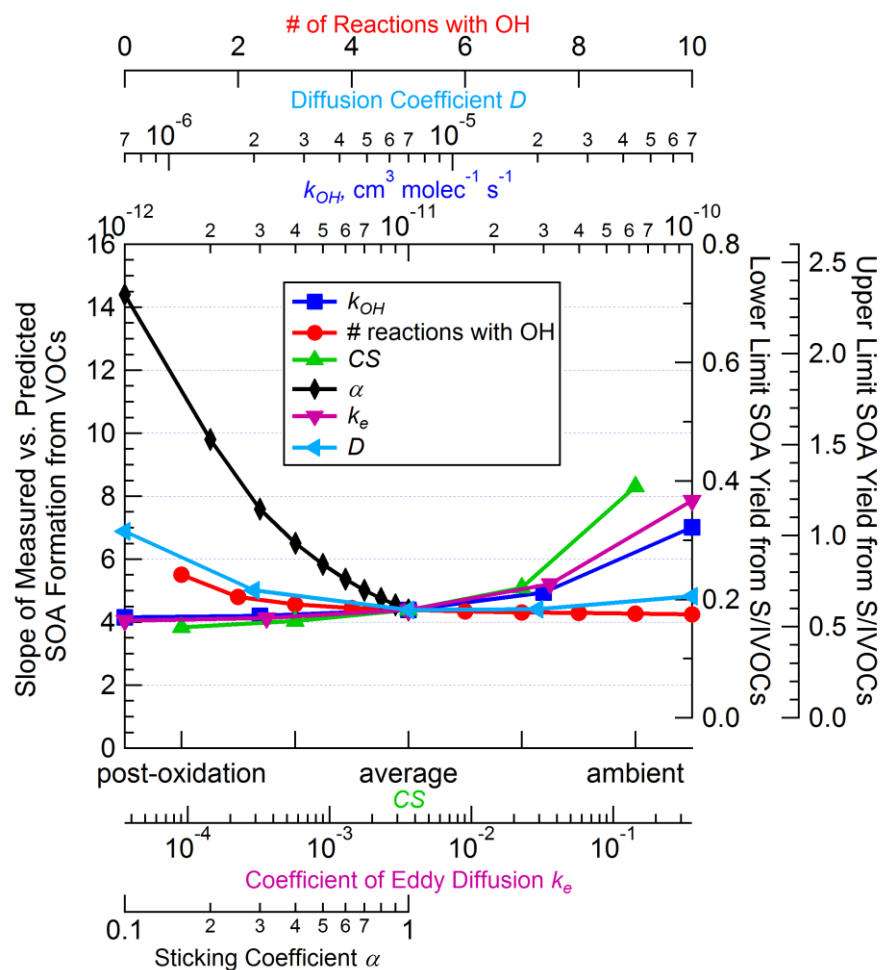 # of Reactions with OH
0 2 4 6 8 10
Diffusion Coefficient D
7 10⁻⁶ 2 3 4 5 6 7 10⁻⁵ 2 3 4 5 6 7
k_OH, cm³ molec⁻¹ s⁻¹
10⁻¹² 2 3 4 5 6 7 10⁻¹¹ 2 3 4 5 6 7 10⁻¹⁰
Slope of Measured vs. Predicted
SOA Formation from VOCs
16
14
12
10
8
6
4
2
0
k_OH
# reactions with OH
CS
α
k_e
D
0.8
0.6
0.4
0.2
0.0
Lower Limit SOA Yield from S/IVOCs
2.5
2.0
1.5
1.0
0.5
0.0
Upper Limit SOA Yield from S/IVOCs
post-oxidation average ambient
CS
10⁻⁴ 10⁻³ 10⁻² 10⁻¹
Coefficient of Eddy Diffusion k_e
0.1 2 3 4 5 6 7 1
Sticking Coefficient α